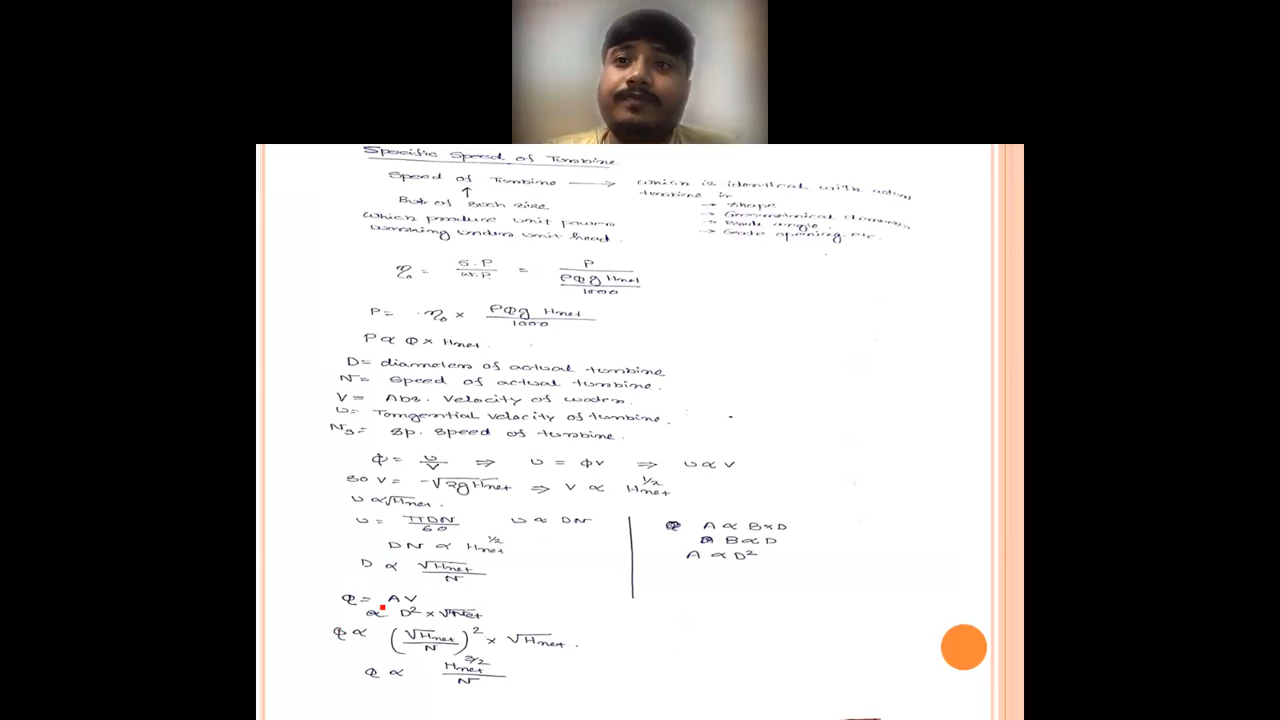 Specific speed of Turbine
Speed of Turbine → which is identical with actual
turbine in
↑
But of such size
→ Shape
which produce unit power
→ Geometrical dimensions
→ Blade angle.
working under unit head.
→ Gate opening etc.
η₀ = S.P / W.P. = P / (ρQg Hnet / 1000)
P = η₀ × ρQg Hnet / 1000
P ∝ Q × Hnet.
D = diameter of actual turbine
N = Speed of actual turbine.
V = Abs. Velocity of water.
U = Tangential velocity of turbine.
Ns = Sp. Speed of turbine.
Φ = U/V ⇒ U = ΦV ⇒ U ∝ V
So V = √2gHnet ⇒ V ∝ Hnet^1/2
U ∝ √Hnet.
U = πDN / 60 U ∝ DN
DN ∝ Hnet^1/2
D ∝ √Hnet / N
A ∝ B×D
B ∝ D
A ∝ D²
Q = AV
∝ D² × √Hnet
Q ∝ (√Hnet / N)² × √Hnet.
Q ∝ Hnet^3/2 / N